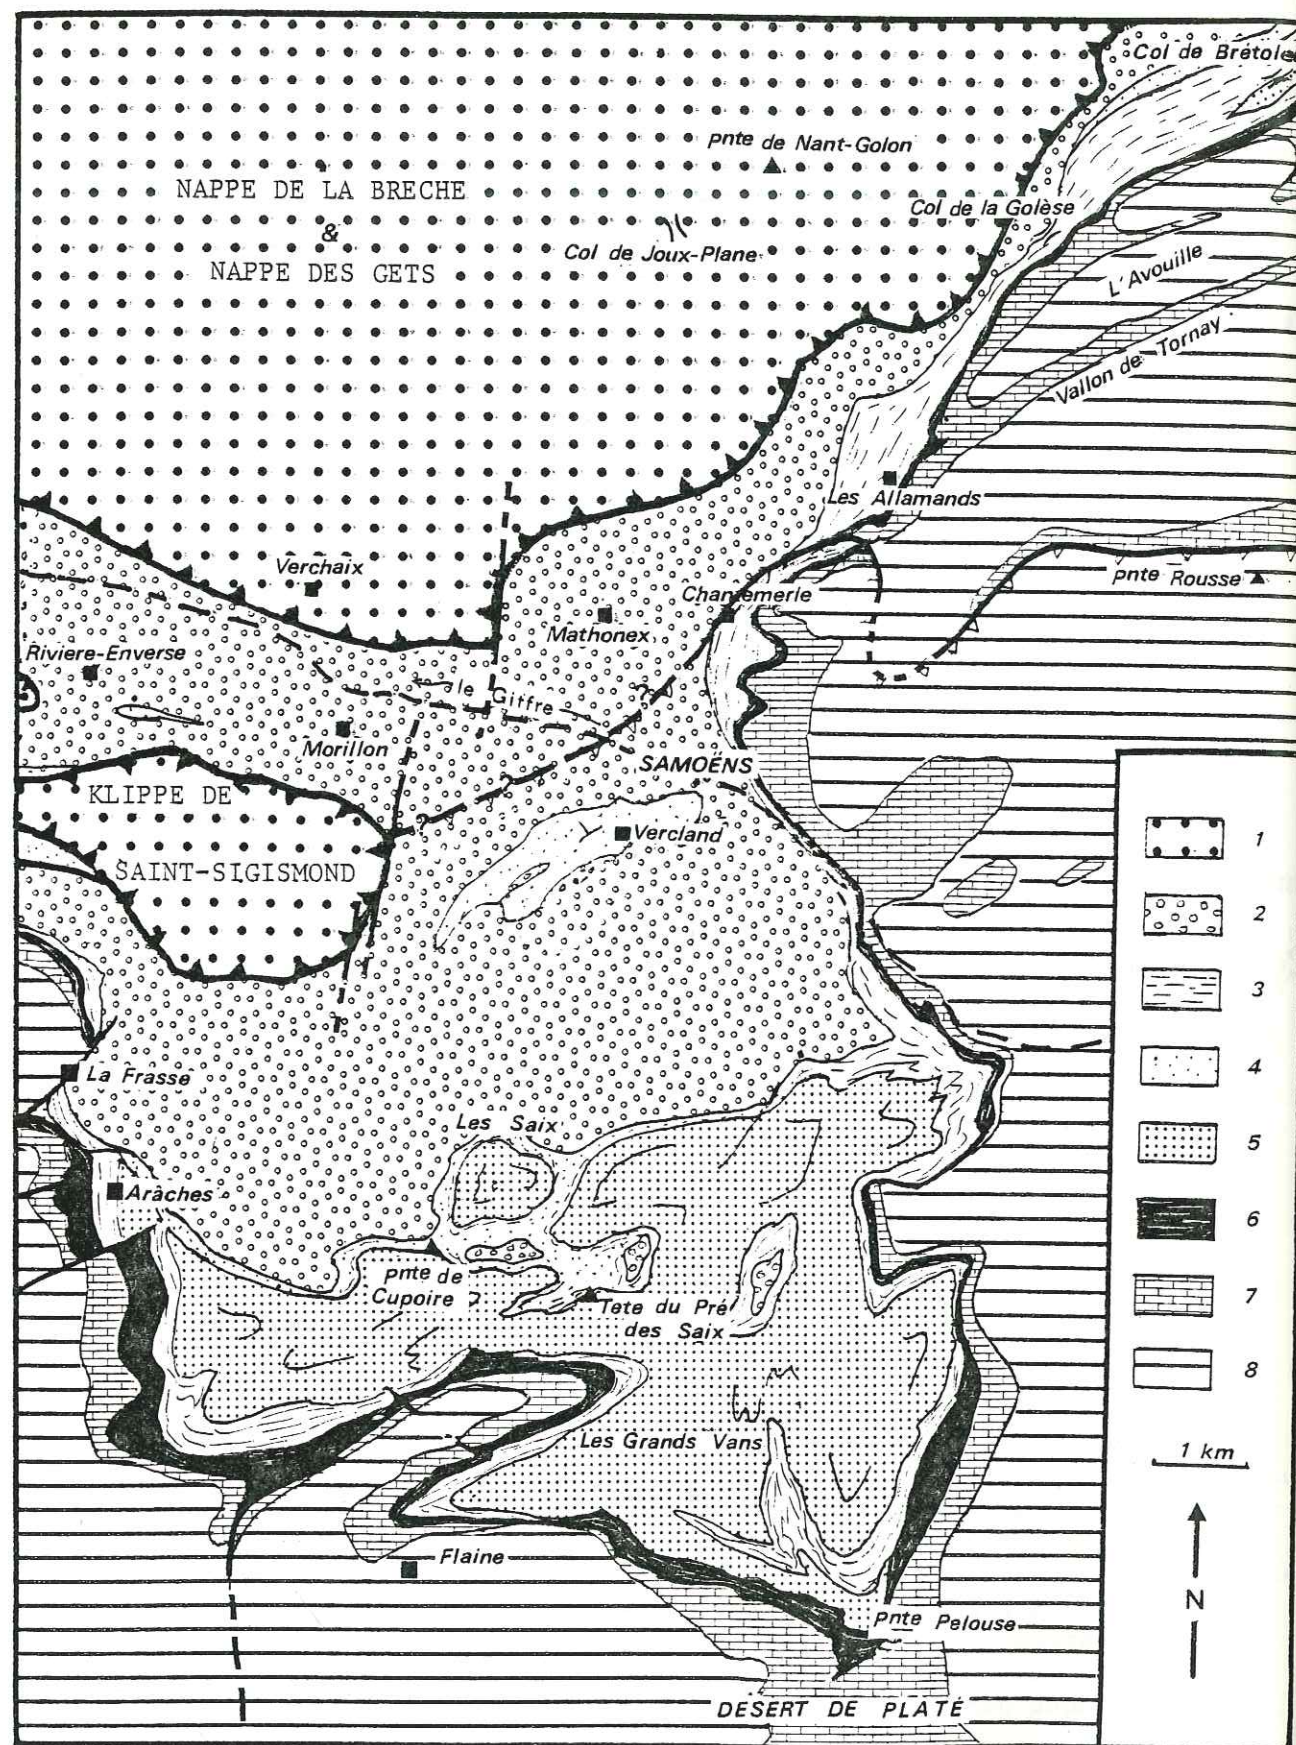 Col de Brétole
Pnte de Nant-Golon
NAPPE DE LA BRECHE
&
NAPPE DES GETS
Col de la Golèse
Col de Joux-Plane
L'Avouille
Vallon de Tornay
Les Allamands
Verchaix
Pnte Rousse
Chantemerle
Mathonex
Riviere-Enverse
le Giffre
?
Morillon
SAMOËNS
KLIPPE DE
?
Vercland
SAINT-SIGISMOND
La Frasse
Les Saix
Arâches
Pnte de
Cupoire
Tete du Pré
des Saix
Les Grands Vans
Flaine
Pnte Pelouse
DÉSERT DE PLATÉ
1
2
3
4
5
6
7
8
1 km
N